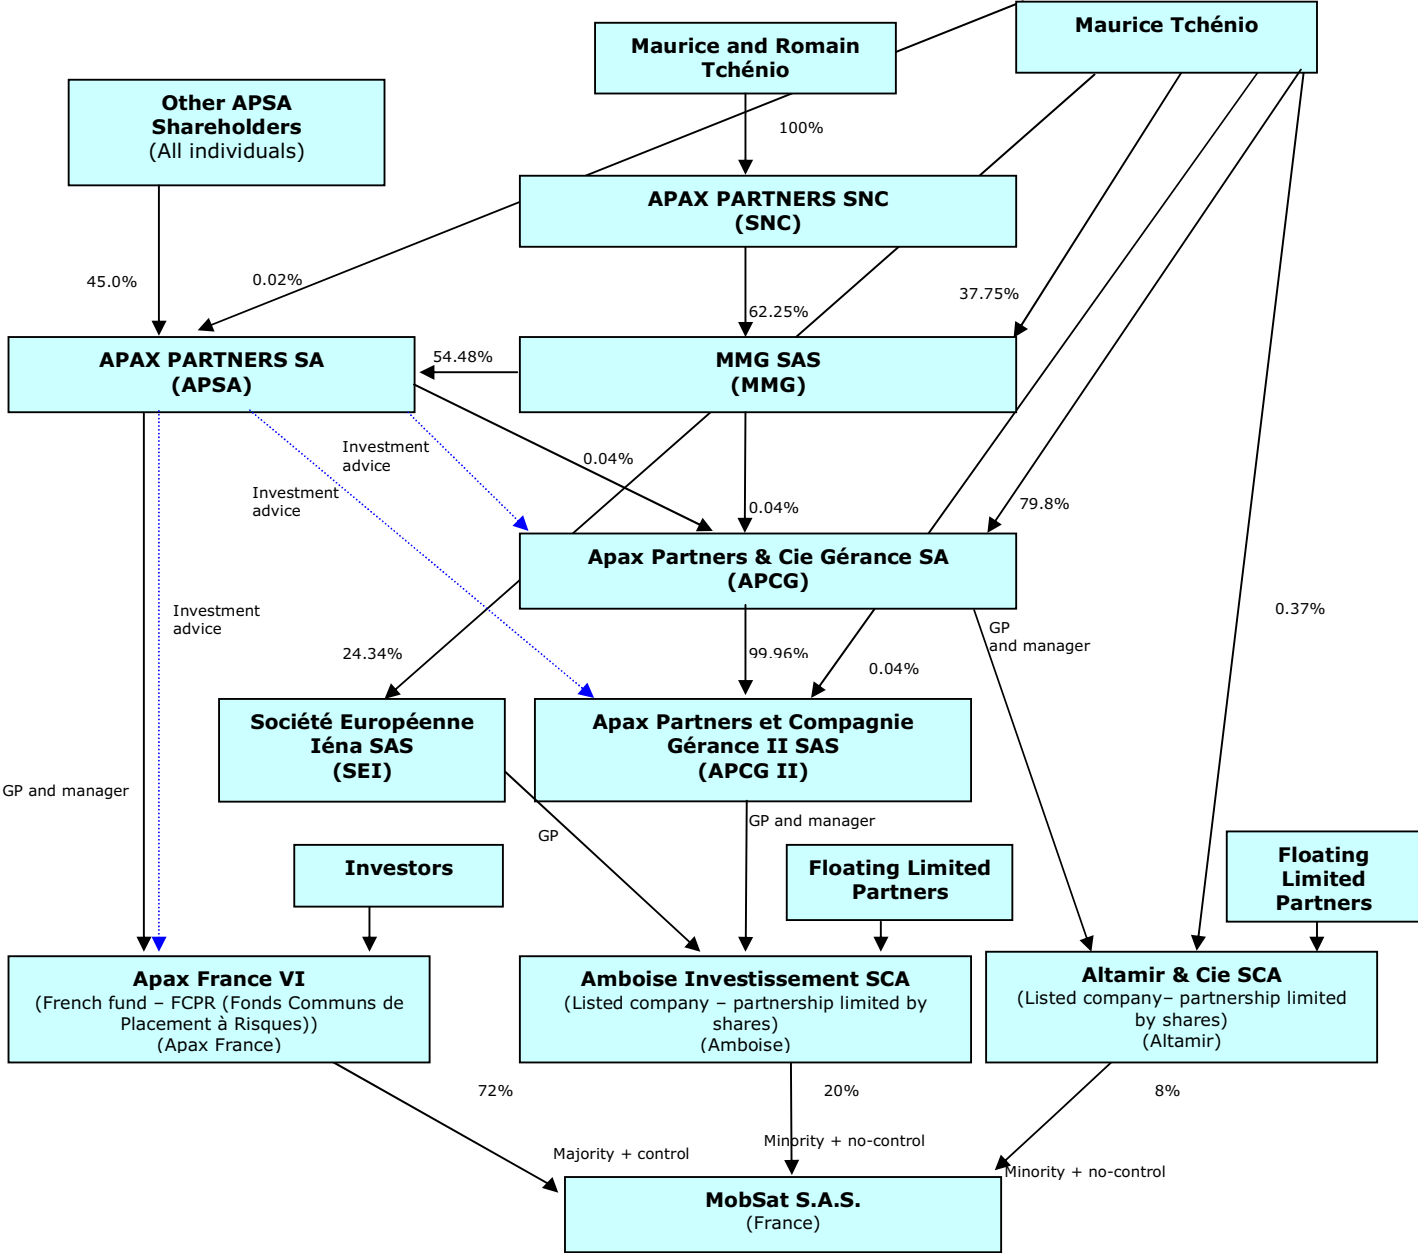 Maurice Tchénio
Maurice and Romain
Tchénio
Other APSA
Shareholders
(All individuals)
100%
APAX PARTNERS SNC
(SNC)
45.0%
0.02%
37.75%
62.25%
APAX PARTNERS SA
(APSA)
54.48%
MMG SAS
(MMG)
Investment
advice
0.04%
Investment
advice
0.04%
79.8%
Apax Partners & Cie Gérance SA
(APCG)
Investment
advice
0.37%
GP
and manager
24.34%
99.96%
0.04%
Société Européenne
Iéna SAS
(SEI)
Apax Partners et Compagnie
Gérance II SAS
(APCG II)
GP and manager
GP
GP and manager
Investors
Floating Limited
Partners
Floating
Limited
Partners
Apax France VI
(French fund – FCPR (Fonds Communs de
Placement à Risques))
(Apax France)
Amboise Investissement SCA
(Listed company – partnership limited by
shares)
(Amboise)
Altamir & Cie SCA
(Listed company– partnership limited
by shares)
(Altamir)
72%
20%
8%
Majority + control
Minority + no-control
Minority + no-control
MobSat S.A.S.
(France)